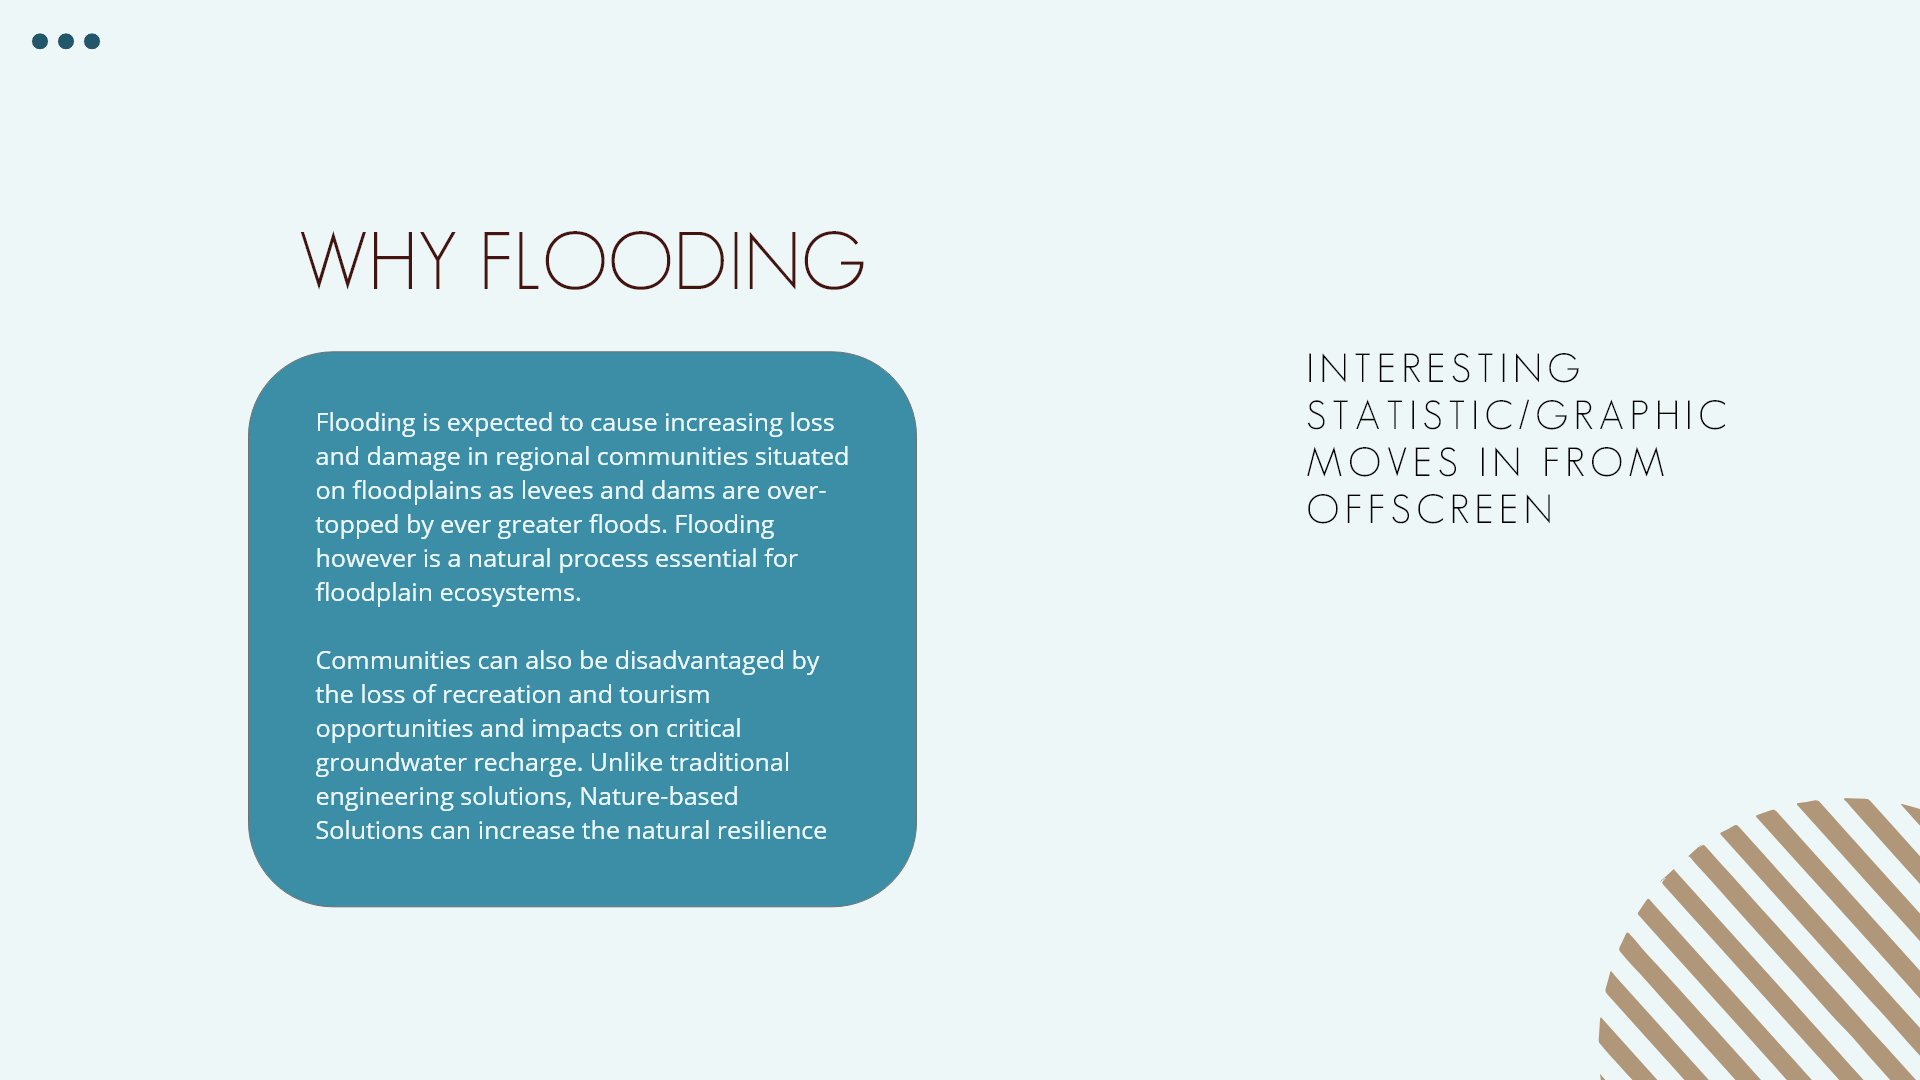 WHY FLOODING
Flooding is expected to cause increasing loss
and damage in regional communities situated
on floodplains as levees and dams are over-
topped by ever greater floods. Flooding
however is a natural process essential for
floodplain ecosystems.
Communities can also be disadvantaged by
the loss of recreation and tourism
opportunities and impacts on critical
groundwater recharge. Unlike traditional
engineering solutions, Nature-based
Solutions can increase the natural resilience
INTERESTING
STATISTIC/GRAPHIC
MOVES IN FROM
OFFSCREEN